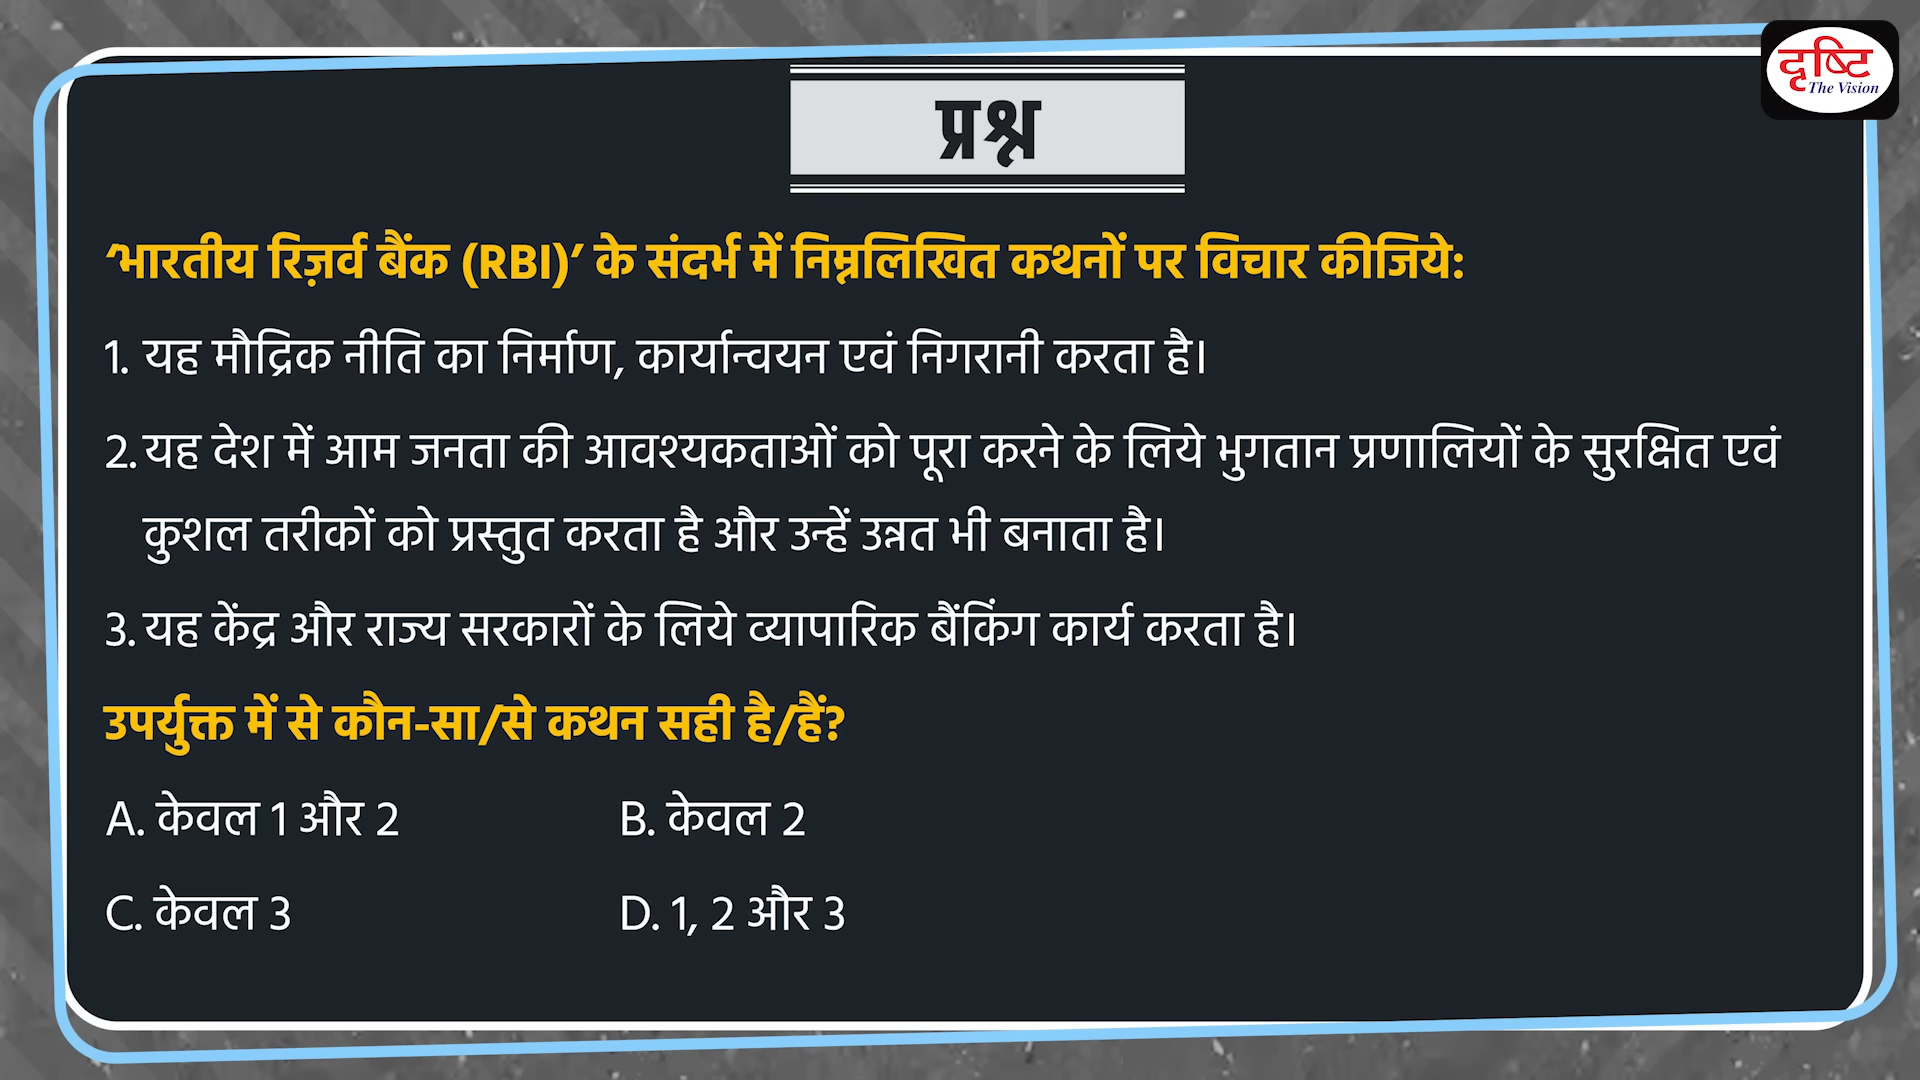 दृष्टि
The Vision
प्रश्न
‘भारतीय रिज़र्व बैंक (RBI)’ के संदर्भ में निम्नलिखित कथनों पर विचार कीजिये:
1. यह मौद्रिक नीति का निर्माण, कार्यान्वयन एवं निगरानी करता है।
2. यह देश में आम जनता की आवश्यकताओं को पूरा करने के लिये भुगतान प्रणालियों के सुरक्षित एवं
कुशल तरीकों को प्रस्तुत करता है और उन्हें उन्नत भी बनाता है।
3. यह केंद्र और राज्य सरकारों के लिये व्यापारिक बैंकिंग कार्य करता है।
उपर्युक्त में से कौन-सा/से कथन सही है/हैं?
A. केवल 1 और 2 B. केवल 2
C. केवल 3 D. 1, 2 और 3